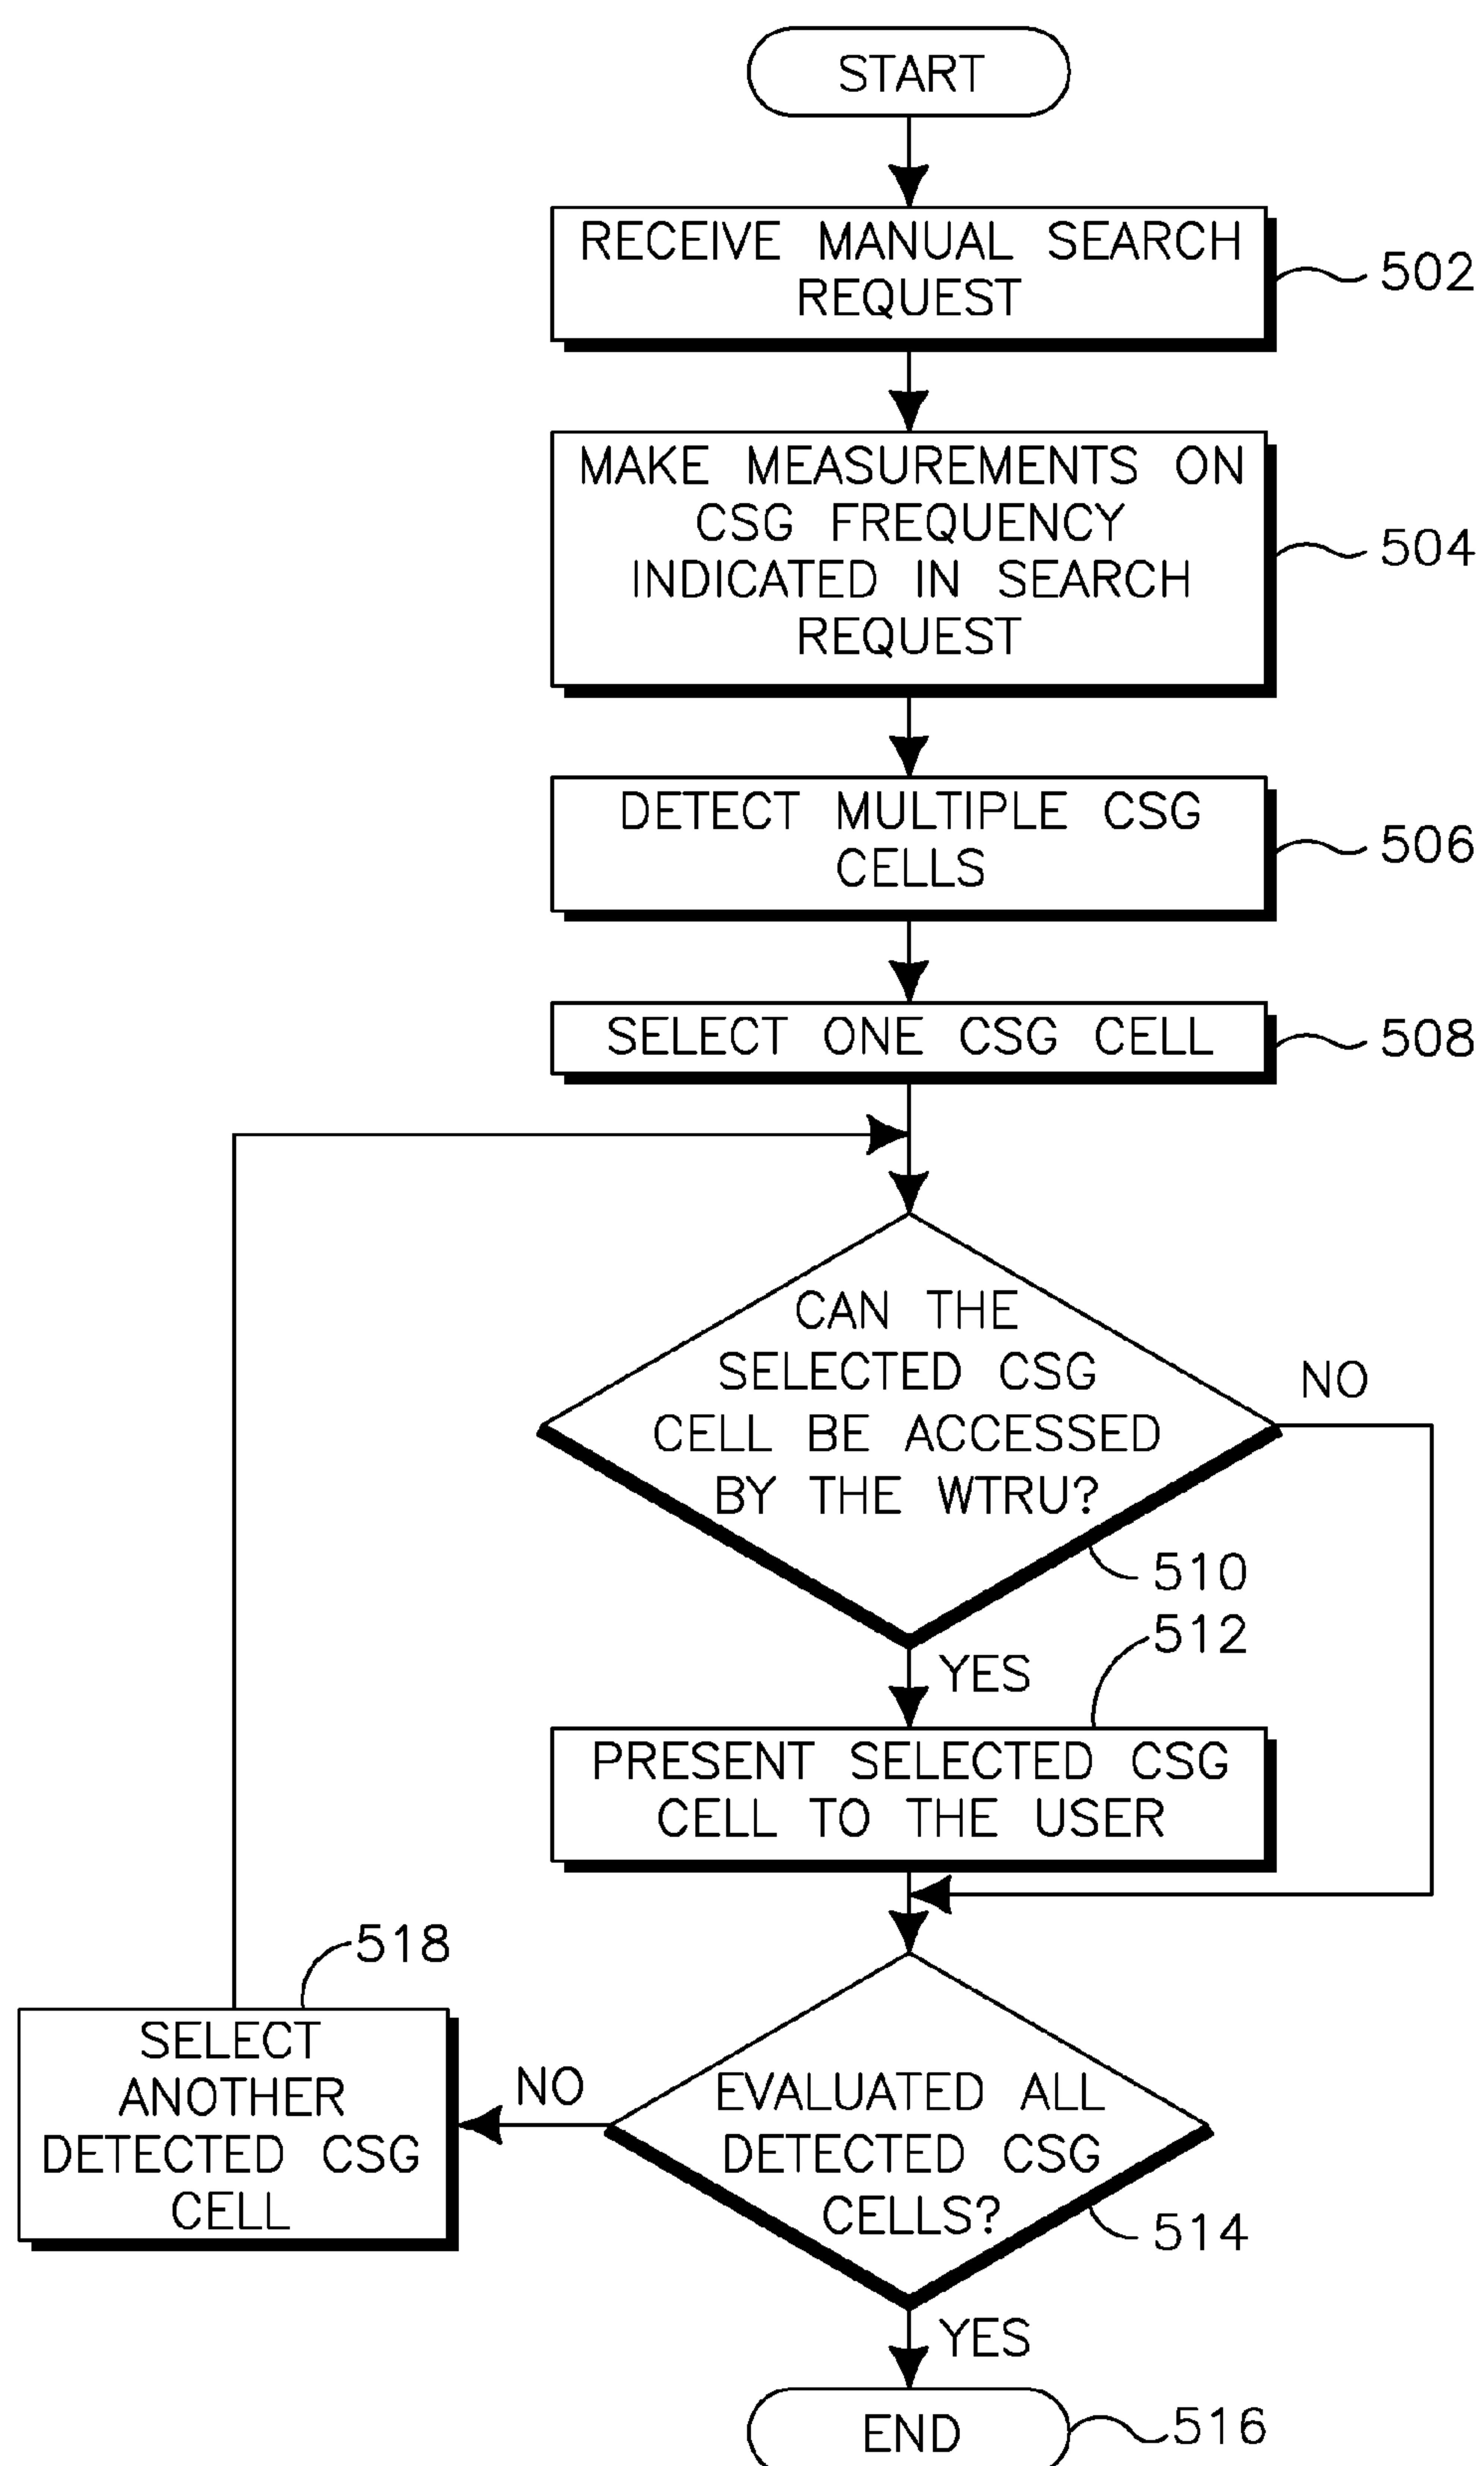 START
RECEIVE MANUAL SEARCH
REQUEST
502
MAKE MEASUREMENTS ON
CSG FREQUENCY
INDICATED IN SEARCH
REQUEST
504
DETECT MULTIPLE CSG
CELLS
506
SELECT ONE CSG CELL
508
CAN THE
SELECTED CSG
CELL BE ACCESSED
BY THE WTRU?
NO
510
512
YES
PRESENT SELECTED CSG
CELL TO THE USER
518
SELECT
ANOTHER
DETECTED CSG
CELL
NO
EVALUATED ALL
DETECTED CSG
CELLS?
514
YES
END
516